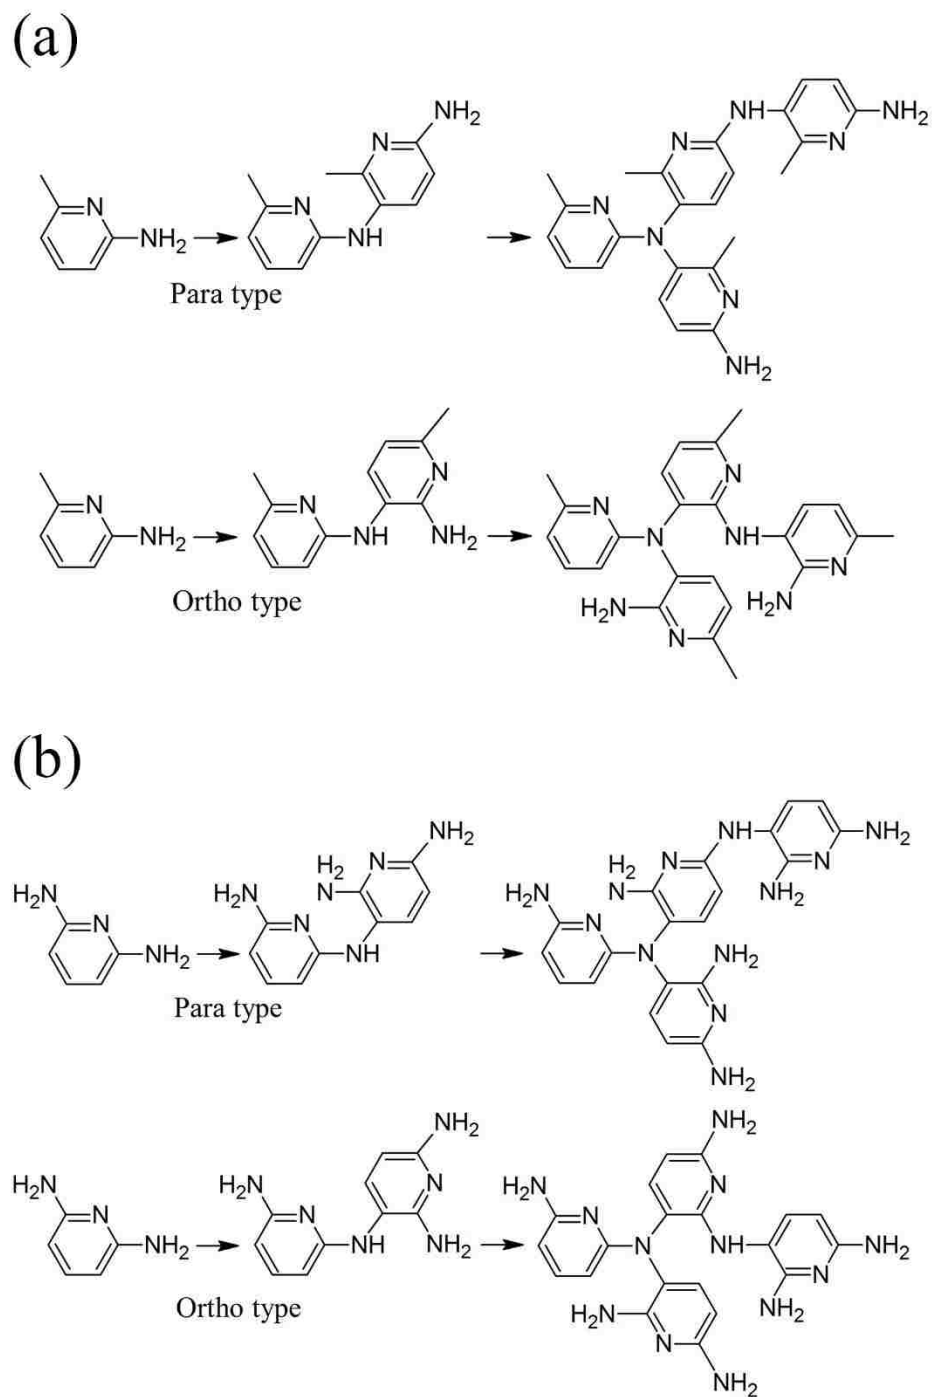 (a)
NH2 NH NH2
N N N
N N N
NH2 NH N
Para type
N
NH2
N N
N N N
NH2 NH NH2 N NH
N
Ortho type H2N H2N
N
(b)
NH2 NH NH2
H2 N H2 N N
H2N H2N N H2N N NH2
N N N
NH2 NH N NH2
Para type
N
NH2
NH2 NH2
H2N H2N N H2N N
N N N
NH2 NH NH2 N NH NH2
N
Ortho type H2N NH2
N
NH2